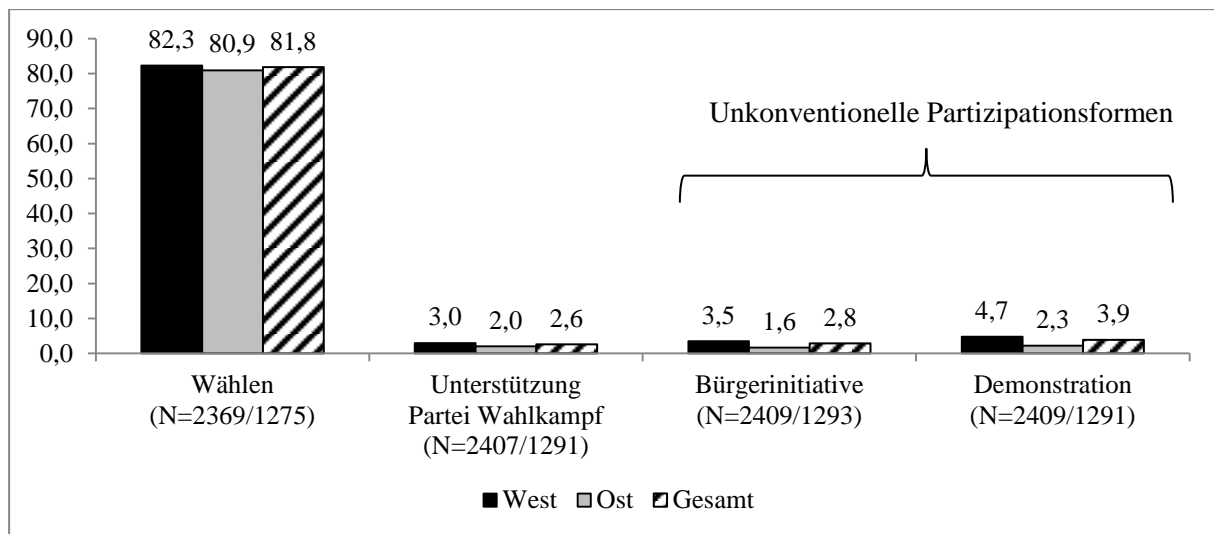 90,0
80,0
70,0
60,0
50,0
40,0
30,0
20,0
10,0
0,0
82,3 80,9 81,8
3,0 2,0 2,6
3,5 1,6 2,8
4,7 2,3 3,9
Unkonventionelle Partizipationsformen
Wählen
(N=2369/1275)
Unterstützung
Partei Wahlkampf
(N=2407/1291)
Bürgerinitiative
(N=2409/1293)
Demonstration
(N=2409/1291)
West Ost Gesamt